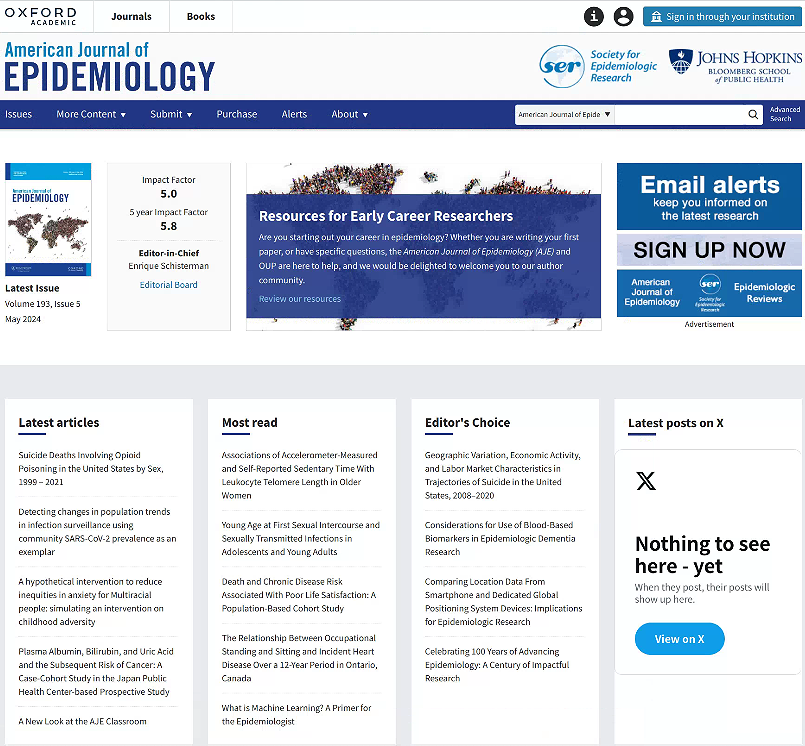 OXFORD
ACADEMIC
Journals
Books
Sign in through your institution
American Journal of
EPIDEMIOLOGY
ser
Society for
Epidemiologic
Research
JOHNS HOPKINS
BLOOMBERG SCHOOL
of PUBLIC HEALTH
Issues
More Content
Submit
Purchase
Alerts
About
American Journal of Epide
Advanced
Search
American Journal of
EPIDEMIOLOGY
Latest Issue
Volume 193, Issue 5
May 2024
Impact Factor
5.0
5 year Impact Factor
5.8
Editor-in-Chief
Enrique Schisterman
Editorial Board
Resources for Early Career Researchers
Are you starting out your career in epidemiology? Whether you are writing your first
paper, or have specific questions, the American Journal of Epidemiology (AJE) and
OUP are here to help, and we would be delighted to welcome you to our author
community.
Review our resources
Email alerts
keep you informed on
the latest research
SIGN UP NOW
American
Journal of
Epidemiology
ser
Society for
Epidemiologic
Research
Epidemiologic
Reviews
Advertisement
Latest articles
Suicide Deaths Involving Opioid
Poisoning in the United States by Sex,
1999 – 2021
Detecting changes in population trends
in infection surveillance using
community SARS-CoV-2 prevalence as an
exemplar
A hypothetical intervention to reduce
inequities in anxiety for Multiracial
people: simulating an intervention on
childhood adversity
Plasma Albumin, Bilirubin, and Uric Acid
and the Subsequent Risk of Cancer: A
Case-Cohort Study in the Japan Public
Health Center-based Prospective Study
A New Look at the AJE Classroom
Most read
Associations of Accelerometer-Measured
and Self-Reported Sedentary Time With
Leukocyte Telomere Length in Older
Women
Young Age at First Sexual Intercourse and
Sexually Transmitted Infections in
Adolescents and Young Adults
Death and Chronic Disease Risk
Associated With Poor Life Satisfaction: A
Population-Based Cohort Study
The Relationship Between Occupational
Standing and Sitting and Incident Heart
Disease Over a 12-Year Period in Ontario,
Canada
What is Machine Learning? A Primer for
the Epidemiologist
Editor's Choice
Geographic Variation, Economic Activity,
and Labor Market Characteristics in
Trajectories of Suicide in the United
States, 2008–2020
Considerations for Use of Blood-Based
Biomarkers in Epidemiologic Dementia
Research
Comparing Location Data From
Smartphone and Dedicated Global
Positioning System Devices: Implications
for Epidemiologic Research
Celebrating 100 Years of Advancing
Epidemiology: A Century of Impactful
Research
Latest posts on X
Nothing to see
here - yet
When they post, their posts will
show up here.
View on X